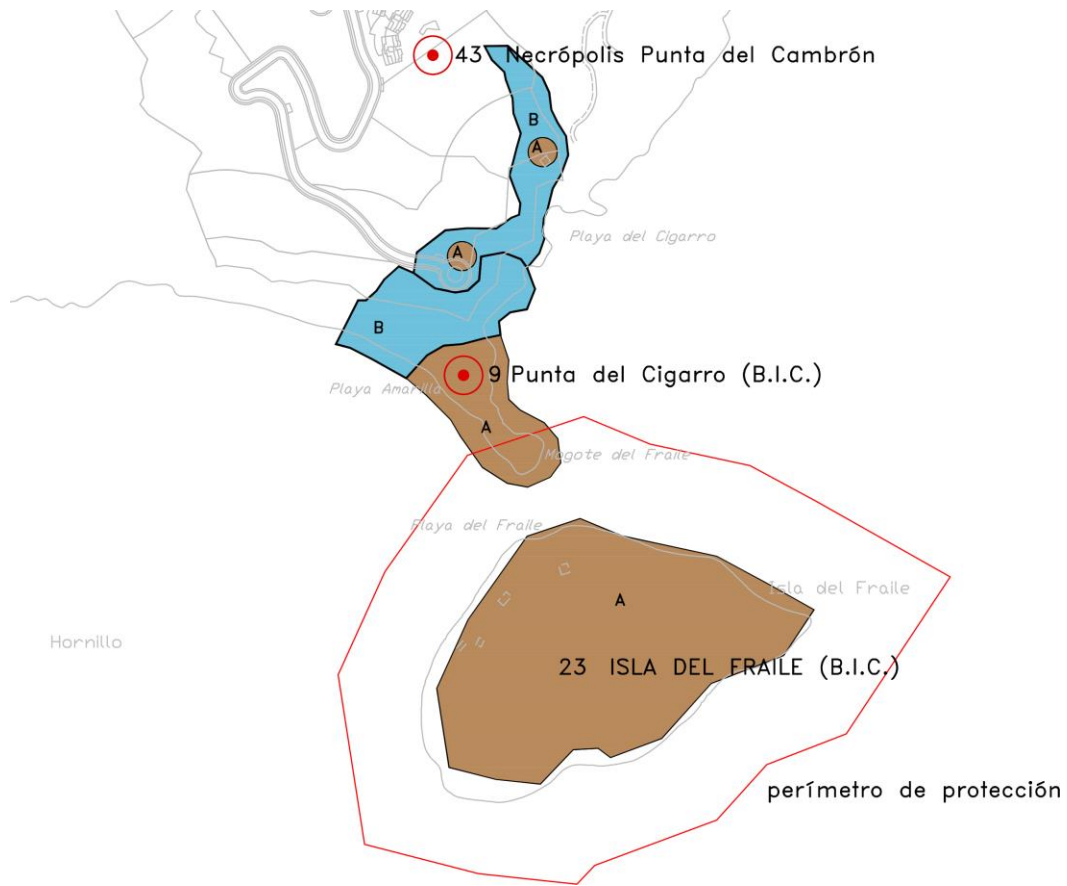 43 Necrópolis Punta del Cambrón
B
A
Playa del Cigarro
A
B
9 Punta del Cigarro (B.I.C.)
Playa Amarilla
A
Mogote del Fraile
Playa del Fraile
Isla del Fraile
A
Hornillo
23 ISLA DEL FRAILE (B.I.C.)
perímetro de protección